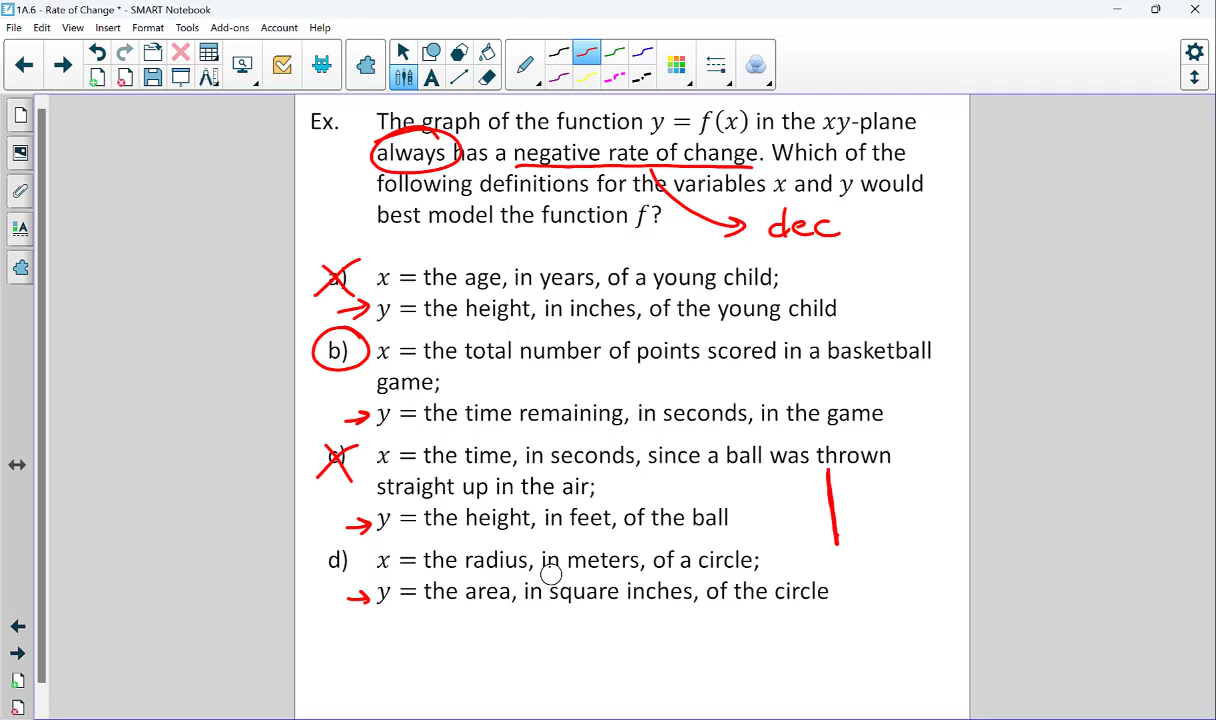 1A.6 - Rate of Change * - SMART Notebook
File Edit View Insert Format Tools Add-ons Account Help
Ex. The graph of the function y = f(x) in the xy-plane
always has a negative rate of change. Which of the
following definitions for the variables x and y would
best model the function f?
dec
a) x = the age, in years, of a young child;
y = the height, in inches, of the young child
b) x = the total number of points scored in a basketball
game;
y = the time remaining, in seconds, in the game
c) x = the time, in seconds, since a ball was thrown
straight up in the air;
y = the height, in feet, of the ball
d) x = the radius, in meters, of a circle;
y = the area, in square inches, of the circle